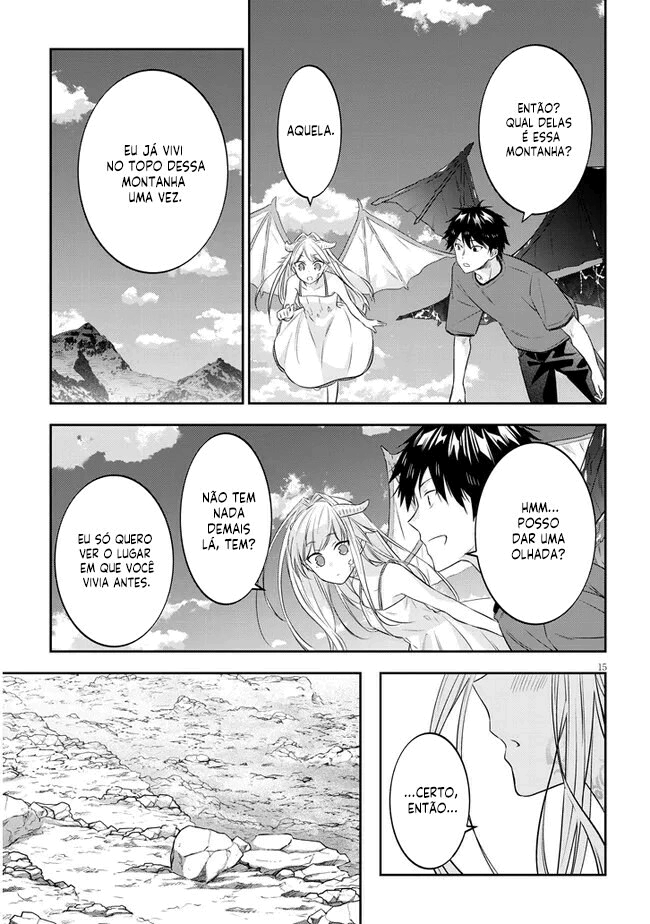 ENTÃO?
QUAL DELAS
É ESSA
MONTANHA?
AQUELA.
EU JÁ VIVI
NO TOPO DESSA
MONTANHA
UMA VEZ.
HMM...
POSSO
DAR UMA
OLHADA?
NÃO TEM
NADA
DEMAIS
LÁ, TEM?
EU SÓ QUERO
VER O LUGAR
EM QUE VOCÊ
VIVIA ANTES.
15
...CERTO,
ENTÃO...